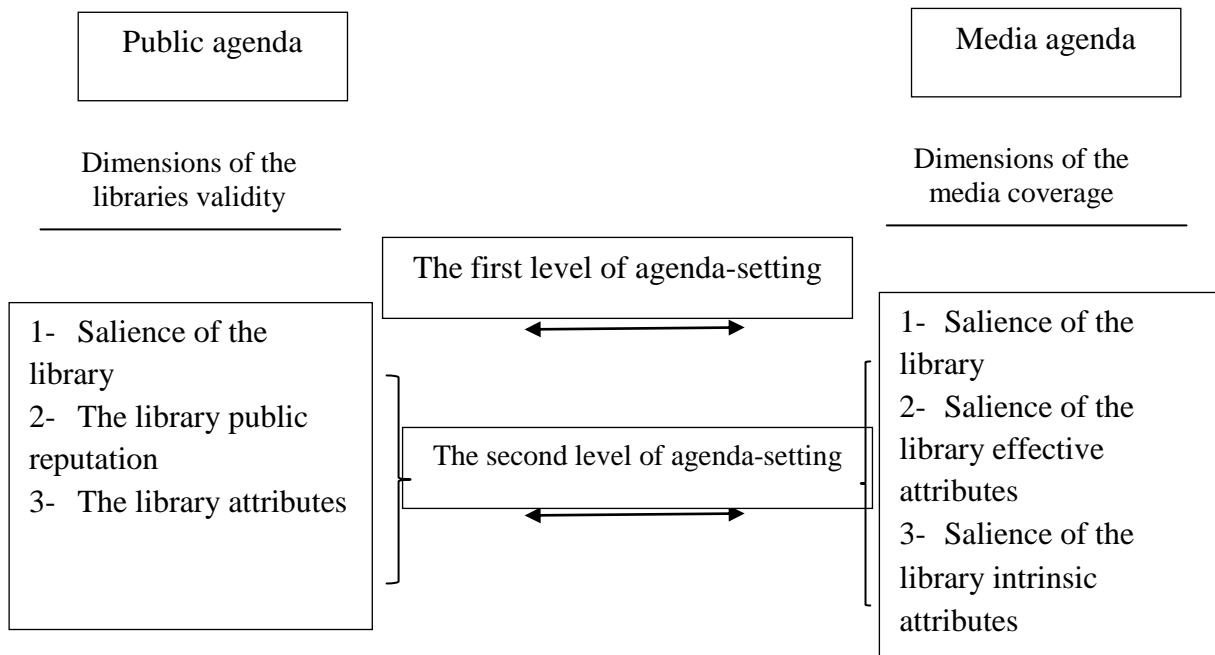 Public agenda
Media agenda
Dimensions of the
libraries validity
Dimensions of the
media coverage
The first level of agenda-setting
1- Salience of the
library
2- The library public
reputation
3- The library attributes
The second level of agenda-setting
1- Salience of the
library
2- Salience of the
library effective
attributes
3- Salience of the
library intrinsic
attributes